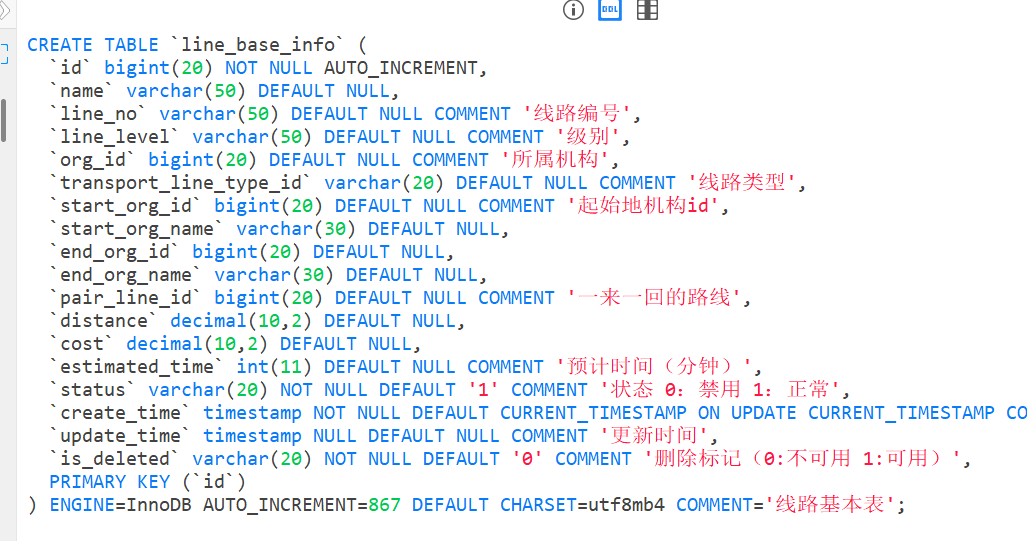 DDL
CREATE TABLE `line_base_info` (
`id` bigint(20) NOT NULL AUTO_INCREMENT,
`name` varchar(50) DEFAULT NULL,
`line_no` varchar(50) DEFAULT NULL COMMENT '线路编号',
`line_level` varchar(50) DEFAULT NULL COMMENT '级别',
`org_id` bigint(20) DEFAULT NULL COMMENT '所属机构',
`transport_line_type_id` varchar(20) DEFAULT NULL COMMENT '线路类型',
`start_org_id` bigint(20) DEFAULT NULL COMMENT '起始地机构id',
`start_org_name` varchar(30) DEFAULT NULL,
`end_org_id` bigint(20) DEFAULT NULL,
`end_org_name` varchar(30) DEFAULT NULL,
`pair_line_id` bigint(20) DEFAULT NULL COMMENT '一来一回的路线',
`distance` decimal(10,2) DEFAULT NULL,
`cost` decimal(10,2) DEFAULT NULL,
`estimated_time` int(11) DEFAULT NULL COMMENT '预计时间（分钟）',
`status` varchar(20) NOT NULL DEFAULT '1' COMMENT '状态 0：禁用 1：正常',
`create_time` timestamp NOT NULL DEFAULT CURRENT_TIMESTAMP ON UPDATE CURRENT_TIMESTAMP CO
`update_time` timestamp NULL DEFAULT NULL COMMENT '更新时间',
`is_deleted` varchar(20) NOT NULL DEFAULT '0' COMMENT '删除标记（0:不可用 1:可用）',
PRIMARY KEY (`id`)
) ENGINE=InnoDB AUTO_INCREMENT=867 DEFAULT CHARSET=utf8mb4 COMMENT='线路基本表';